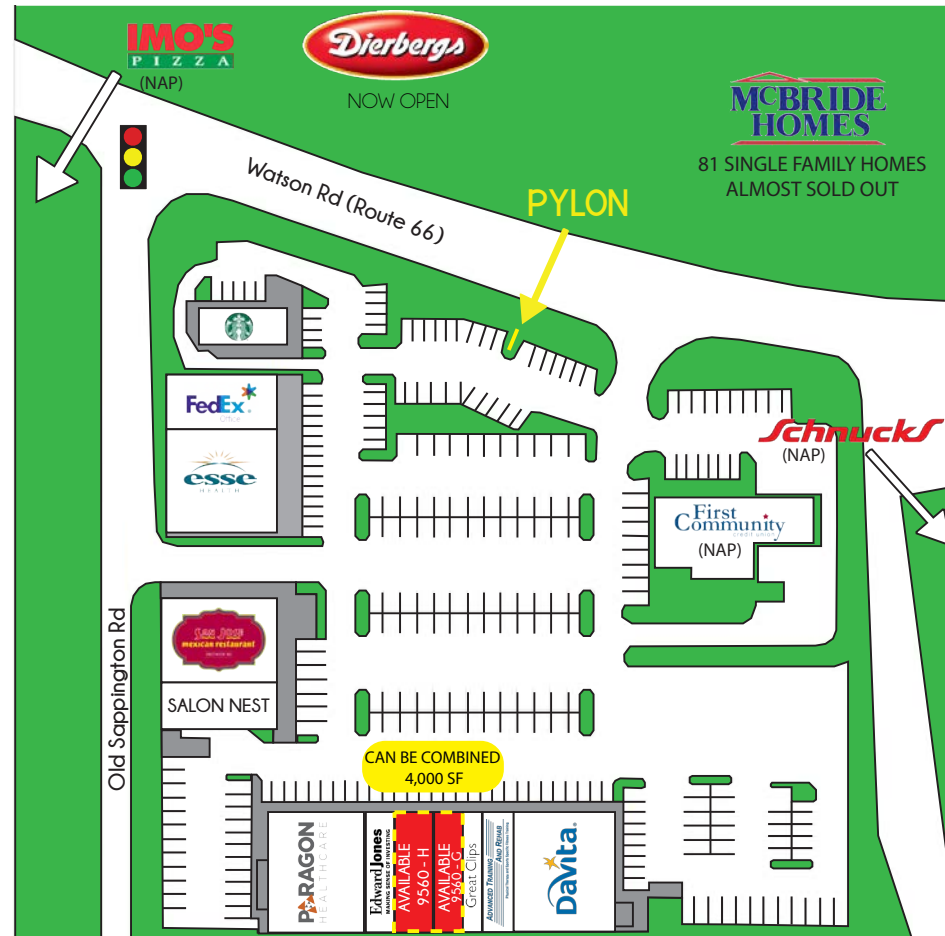 IMO'S
PIZZA
(NAP)
Dierbergs
NOW OPEN
McBRIDE
HOMES
81 SINGLE FAMILY HOMES
ALMOST SOLD OUT
Watson Rd (Route 66)
PYLON
FedEx.
Office
esse
HEALTH
Schnucks
(NAP)
First
Community
credit union
(NAP)
San Jose
mexican restaurant
SALON NEST
Old Sappington Rd
CAN BE COMBINED
4,000 SF
PARAGON
HEALTHCARE
Edward Jones
MAKING SENSE OF INVESTING
AVAILABLE
9560 - H
AVAILABLE
9560 - G
Great Clips
ADVANCED TRAINING AND REHAB
DaVita.